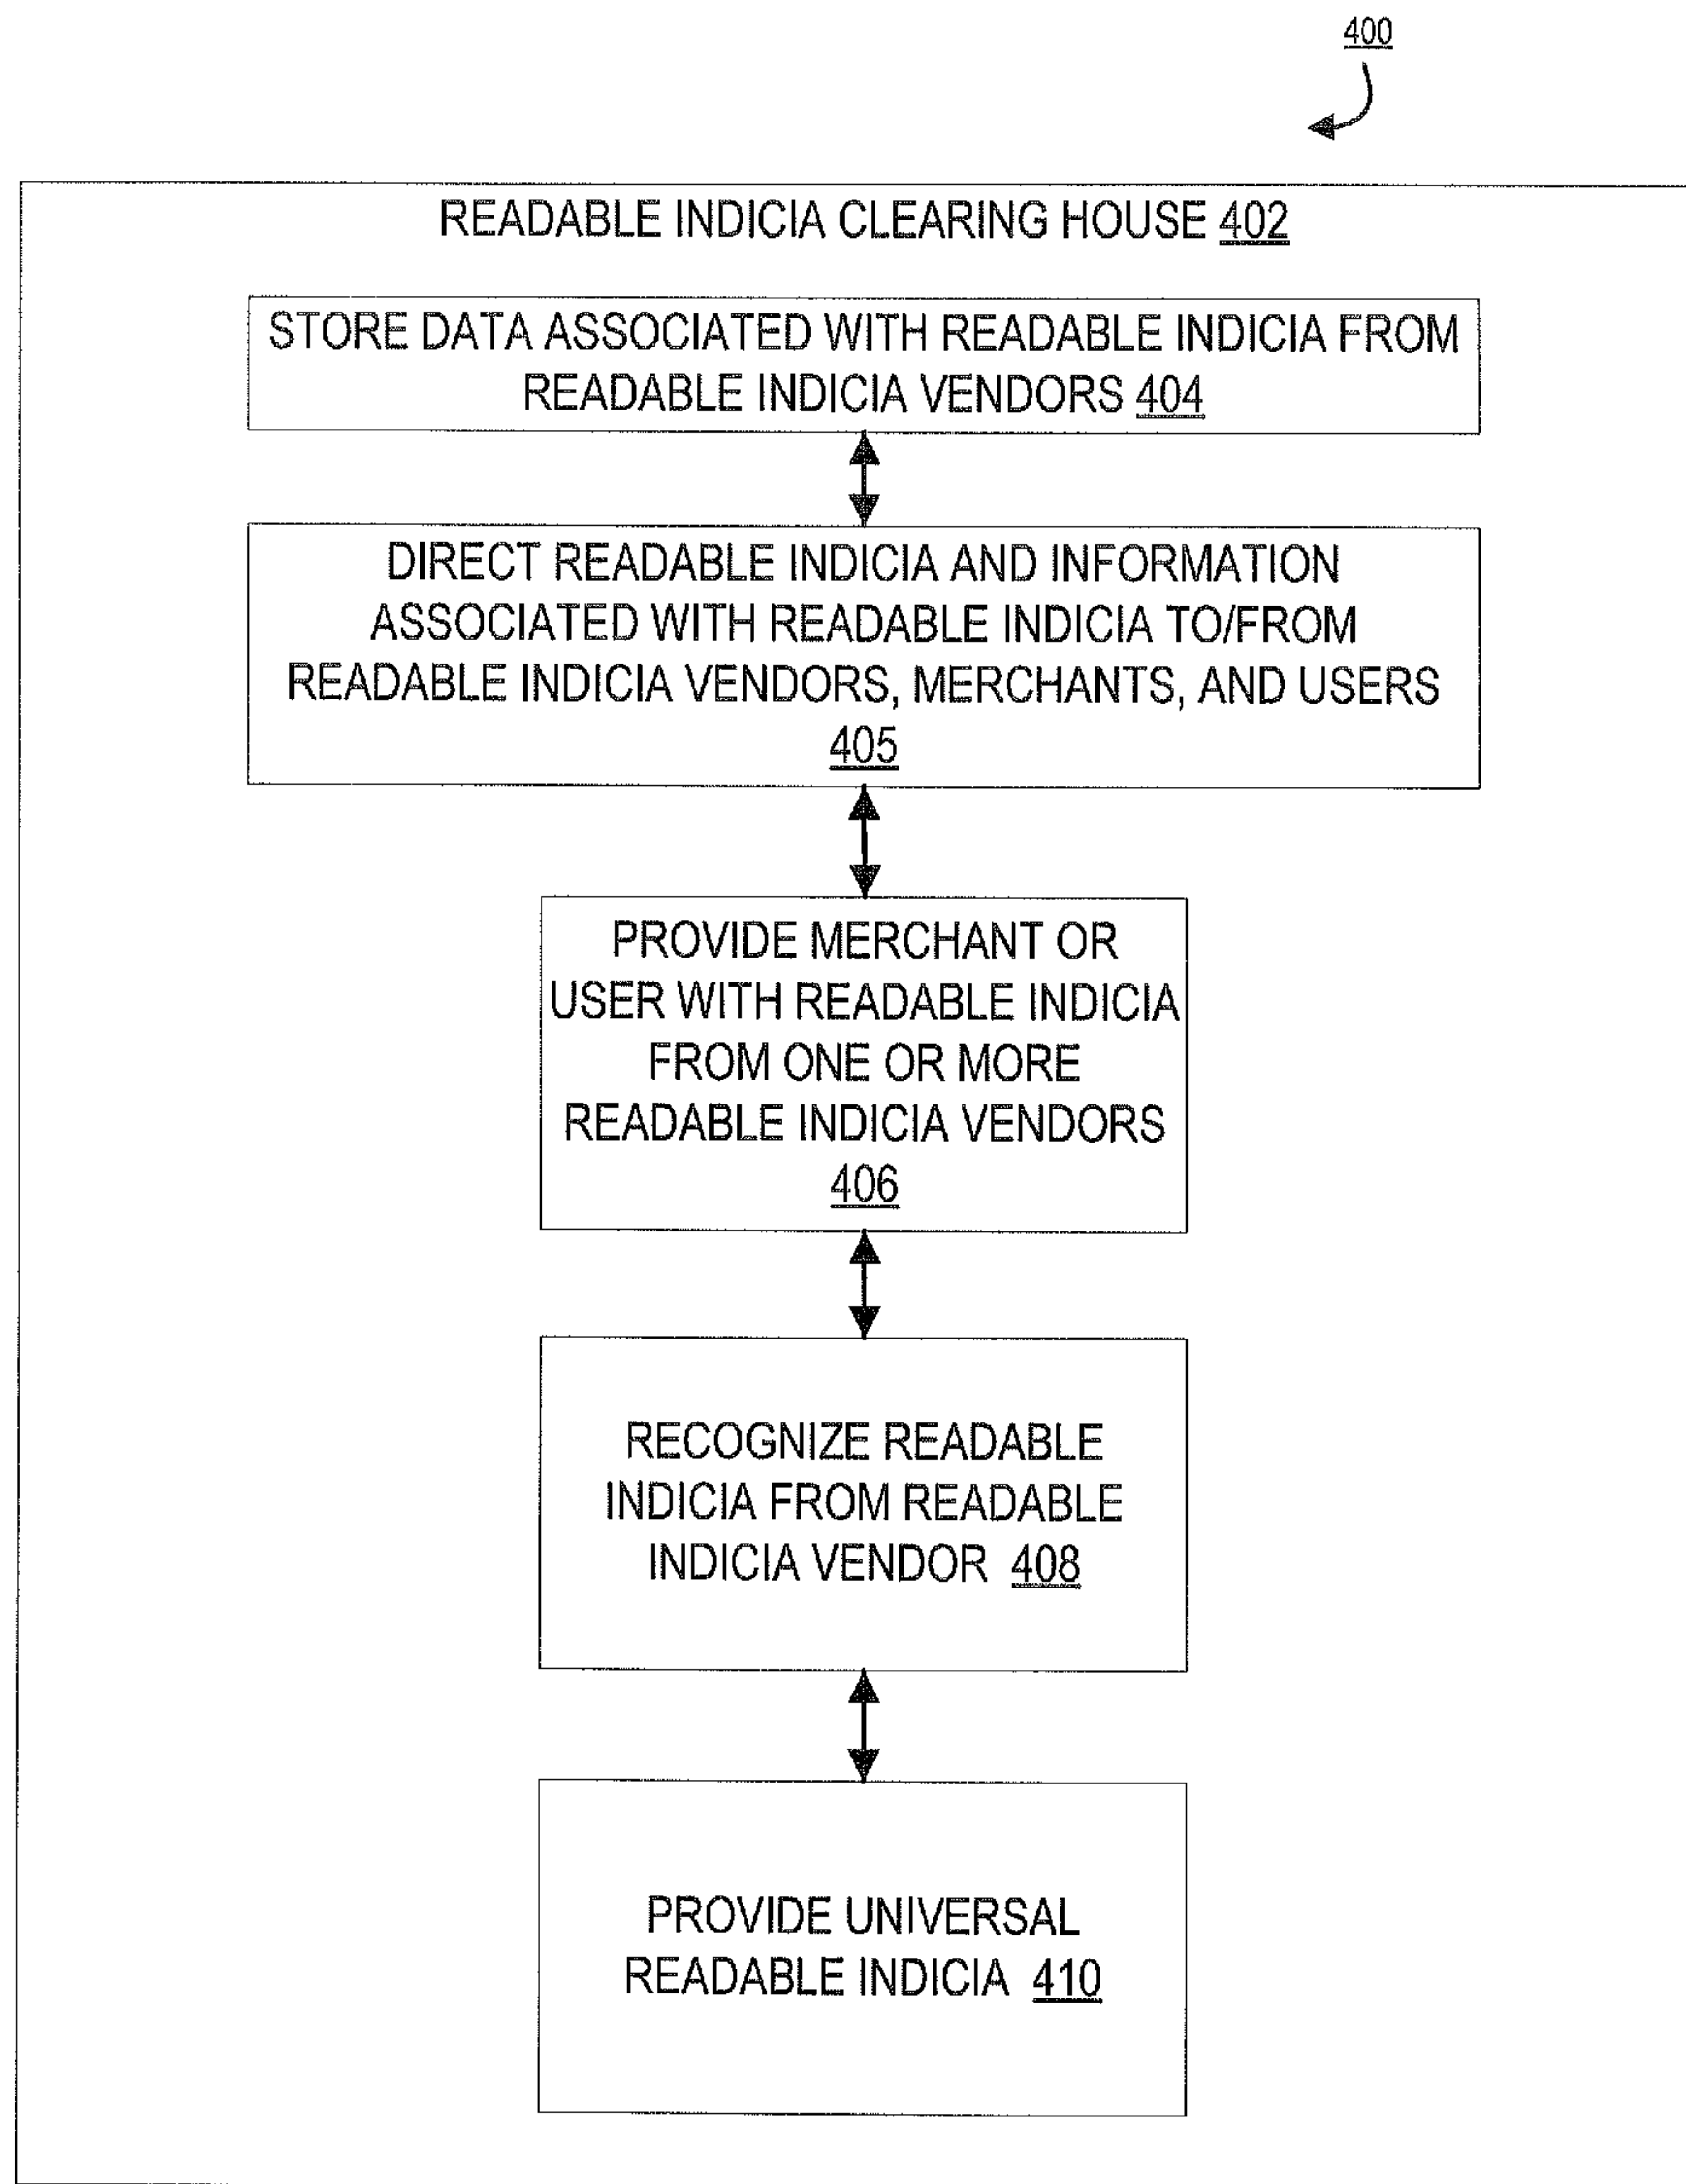 400
READABLE INDICIA CLEARING HOUSE 402
STORE DATA ASSOCIATED WITH READABLE INDICIA FROM
READABLE INDICIA VENDORS 404
DIRECT READABLE INDICIA AND INFORMATION
ASSOCIATED WITH READABLE INDICIA TO/FROM
READABLE INDICIA VENDORS, MERCHANTS, AND USERS
405
PROVIDE MERCHANT OR
USER WITH READABLE INDICIA
FROM ONE OR MORE
READABLE INDICIA VENDORS
406
RECOGNIZE READABLE
INDICIA FROM READABLE
INDICIA VENDOR 408
PROVIDE UNIVERSAL
READABLE INDICIA 410